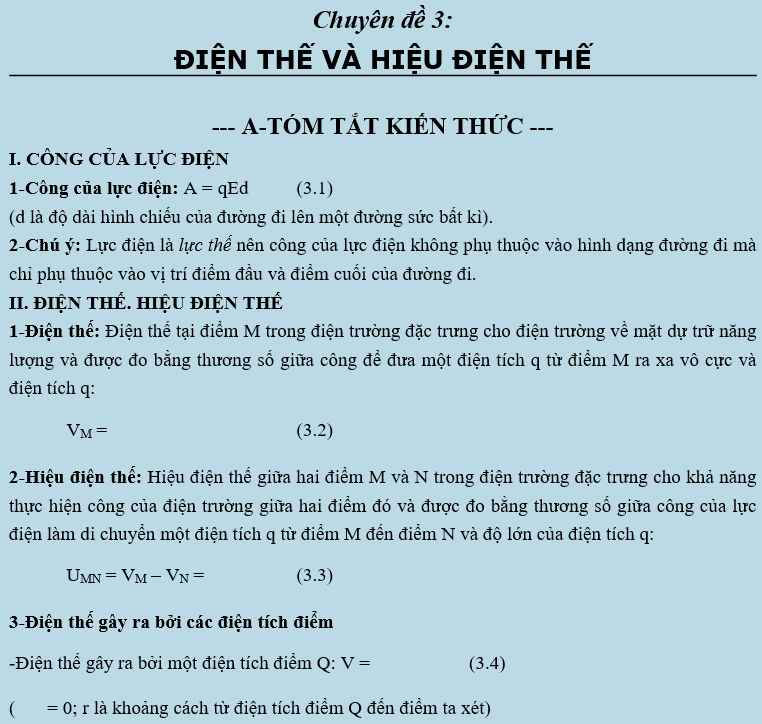 Chuyên đề 3:
ĐIỆN THẾ VÀ HIỆU ĐIỆN THẾ
--- A-TÓM TẮT KIẾN THỨC ---
I. CÔNG CỦA LỰC ĐIỆN
1-Công của lực điện: A = qEd (3.1)
(d là độ dài hình chiếu của đường đi lên một đường sức bất kì).
2-Chú ý: Lực điện là lực thế nên công của lực điện không phụ thuộc vào hình dạng đường đi mà
chỉ phụ thuộc vào vị trí điểm đầu và điểm cuối của đường đi.
II. ĐIỆN THẾ. HIỆU ĐIỆN THẾ
1-Điện thế: Điện thế tại điểm M trong điện trường đặc trưng cho điện trường về mặt dự trữ năng
lượng và được đo bằng thương số giữa công để đưa một điện tích q từ điểm M ra xa vô cực và
điện tích q:
V_M = (3.2)
2-Hiệu điện thế: Hiệu điện thế giữa hai điểm M và N trong điện trường đặc trưng cho khả năng
thực hiện công của điện trường giữa hai điểm đó và được đo bằng thương số giữa công của lực
điện làm di chuyển một điện tích q từ điểm M đến điểm N và độ lớn của điện tích q:
U_MN = V_M – V_N = (3.3)
3-Điện thế gây ra bởi các điện tích điểm
-Điện thế gây ra bởi một điện tích điểm Q: V = (3.4)
( = 0; r là khoảng cách từ điện tích điểm Q đến điểm ta xét)